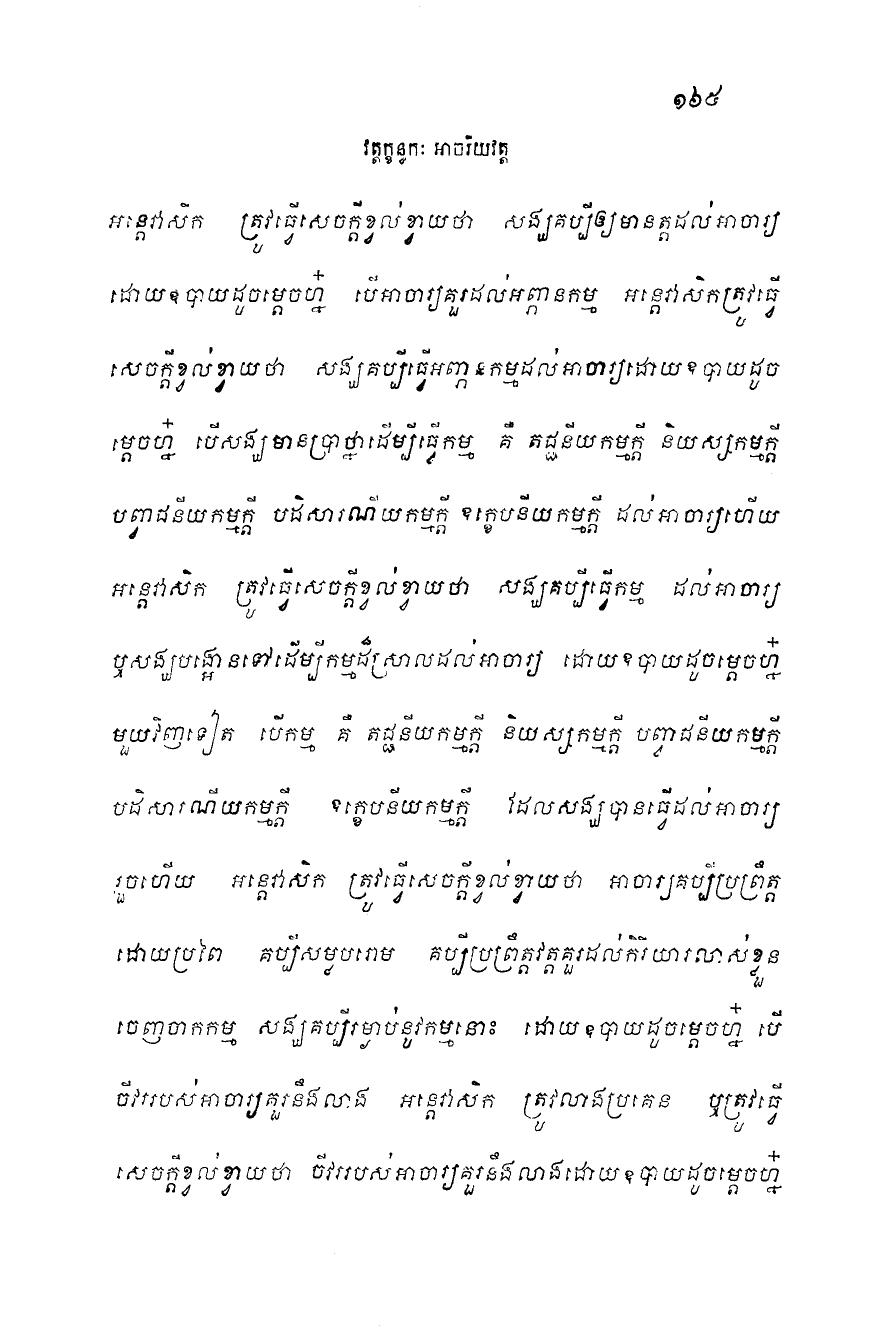 ១៦៥
វត្តក្ខន្ធកៈ អាចរិយវត្ត
អន្តេវាសិក ត្រូវធ្វើសេចក្តីខ្វល់ខ្វាយថា សង្ឃគប្បីឲ្យមានត្តដល់អាចារ្យ
ដោយឧបាយដូចម្តេចហ្ន៎ បើអាចារ្យគួរដល់អព្ភានកម្ម អន្តេវាសិកត្រូវធ្វើ
សេចក្តីខ្វល់ខ្វាយថា សង្ឃគប្បីធ្វើអព្ភានកម្មដល់អាចារ្យដោយឧបាយដូច
ម្តេចហ្ន៎ បើសង្ឃមានប្រាថ្នាដើម្បីធ្វើកម្ម គឺ តជ្ជនីយកម្មក្តី និយស្សកម្មក្តី
បព្វាជនីយកម្មក្តី បដិសារណីយកម្មក្តី ឧក្ខេបនីយកម្មក្តី ដល់អាចារ្យហើយ
អន្តេវាសិក ត្រូវធ្វើសេចក្តីខ្វល់ខ្វាយថា សង្ឃគប្បីធ្វើកម្ម ដល់អាចារ្យ
ឬសង្ឃបង្អោនទៅដើម្បីកម្មដ៏ស្រាលដល់អាចារ្យ ដោយឧបាយដូចម្តេចហ្ន៎
មួយវិញទៀត បើកម្ម គឺ តជ្ជនីយកម្មក្តី និយស្សកម្មក្តី បព្វាជនីយកម្មក្តី
បដិសារណីយកម្មក្តី ឧក្ខេបនីយកម្មក្តី ដែលសង្ឃបានធ្វើដល់អាចារ្យ
រួចហើយ អន្តេវាសិក ត្រូវធ្វើសេចក្តីខ្វល់ខ្វាយថា អាចារ្យគប្បីប្រព្រឹត្ត
ដោយប្រពៃ គប្បីសម្ងួបរោម គប្បីប្រព្រឹត្តវត្តគួរដល់កិរិយារលាស់ខ្លួន
ចេញចាកកម្ម សង្ឃគប្បីរម្ងាប់នូវកម្មនោះ ដោយឧបាយដូចម្តេចហ្ន៎ បើ
ចីវររបស់អាចារ្យគួរនឹងលាង អន្តេវាសិក ត្រូវលាងប្រគេន ឬត្រូវធ្វើ
សេចក្តីខ្វល់ខ្វាយថា ចីវររបស់អាចារ្យគួរនឹងលាងដោយឧបាយដូចម្តេចហ្ន៎